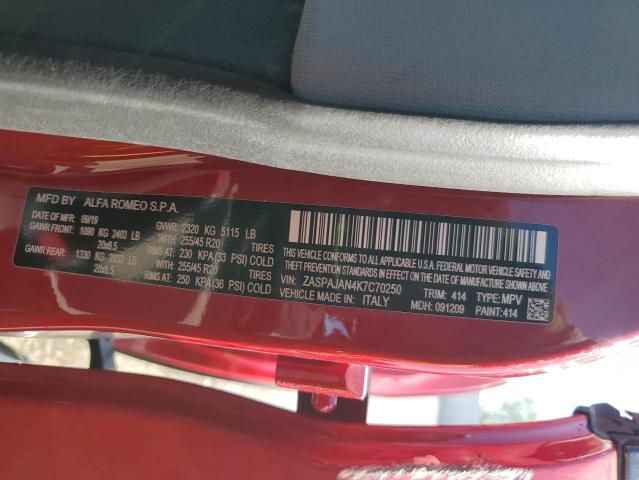 MFD BY ALFA ROMEO S.P.A.
DATE OF MFR: 09/19 GVWR: 2320 KG 5115 LB
GAWR FRONT: 1090 KG 2403 LB WITH 255/45 R20 TIRES
20x8.5 RIMS AT: 230 KPA(33 PSI) COLD
GAWR REAR: 1330 KG 2932 LB WITH 255/45 R20 TIRES
20x8.5 RIMS AT: 250 KPA(36 PSI) COLD
THIS VEHICLE CONFORMS TO ALL APPLICABLE U.S.A. FEDERAL MOTOR
VEHICLE SAFETY, BUMPER, AND THEFT PREVENTION STANDARDS IN
EFFECT ON THE DATE OF MANUFACTURE SHOWN ABOVE.
VIN: ZASPAJAN4K7C70250 TRIM: 414 TYPE: MPV
VEHICLE MADE IN: ITALY MDH: 091209 PAINT:414